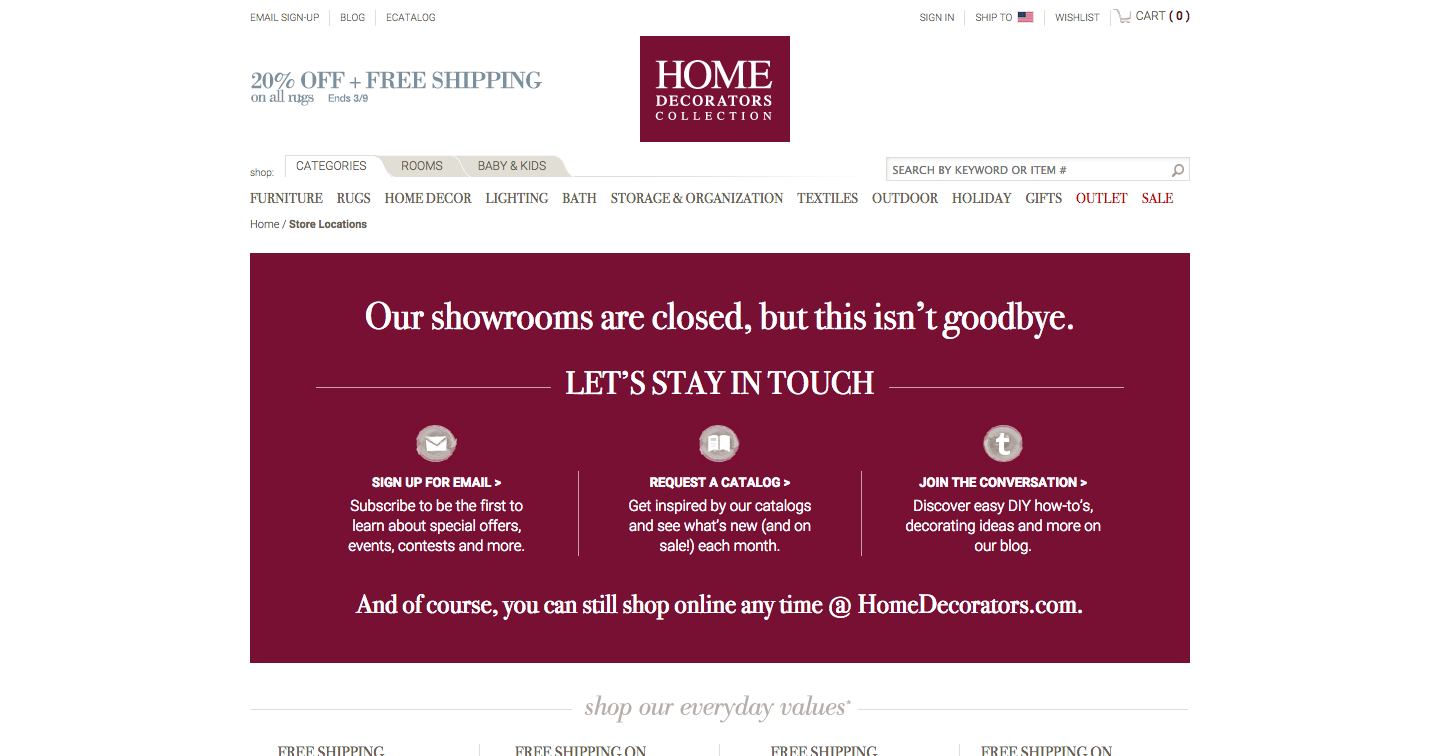 EMAIL SIGN-UP BLOG ECATALOG
SIGN IN SHIP TO WISHLIST CART ( 0 )
20% OFF + FREE SHIPPING
on all rugs Ends 3/9
HOME
DECORATORS
COLLECTION
shop: CATEGORIES ROOMS BABY & KIDS
SEARCH BY KEYWORD OR ITEM #
FURNITURE RUGS HOME DECOR LIGHTING BATH STORAGE & ORGANIZATION TEXTILES OUTDOOR HOLIDAY GIFTS OUTLET SALE
Home / Store Locations
Our showrooms are closed, but this isn’t goodbye.
LET’S STAY IN TOUCH
SIGN UP FOR EMAIL >
Subscribe to be the first to
learn about special offers,
events, contests and more.
REQUEST A CATALOG >
Get inspired by our catalogs
and see what’s new (and on
sale!) each month.
t
JOIN THE CONVERSATION >
Discover easy DIY how-to’s,
decorating ideas and more on
our blog.
And of course, you can still shop online any time @ HomeDecorators.com.
shop our everyday values*
FREE SHIPPING FREE SHIPPING ON FREE SHIPPING FREE SHIPPING ON